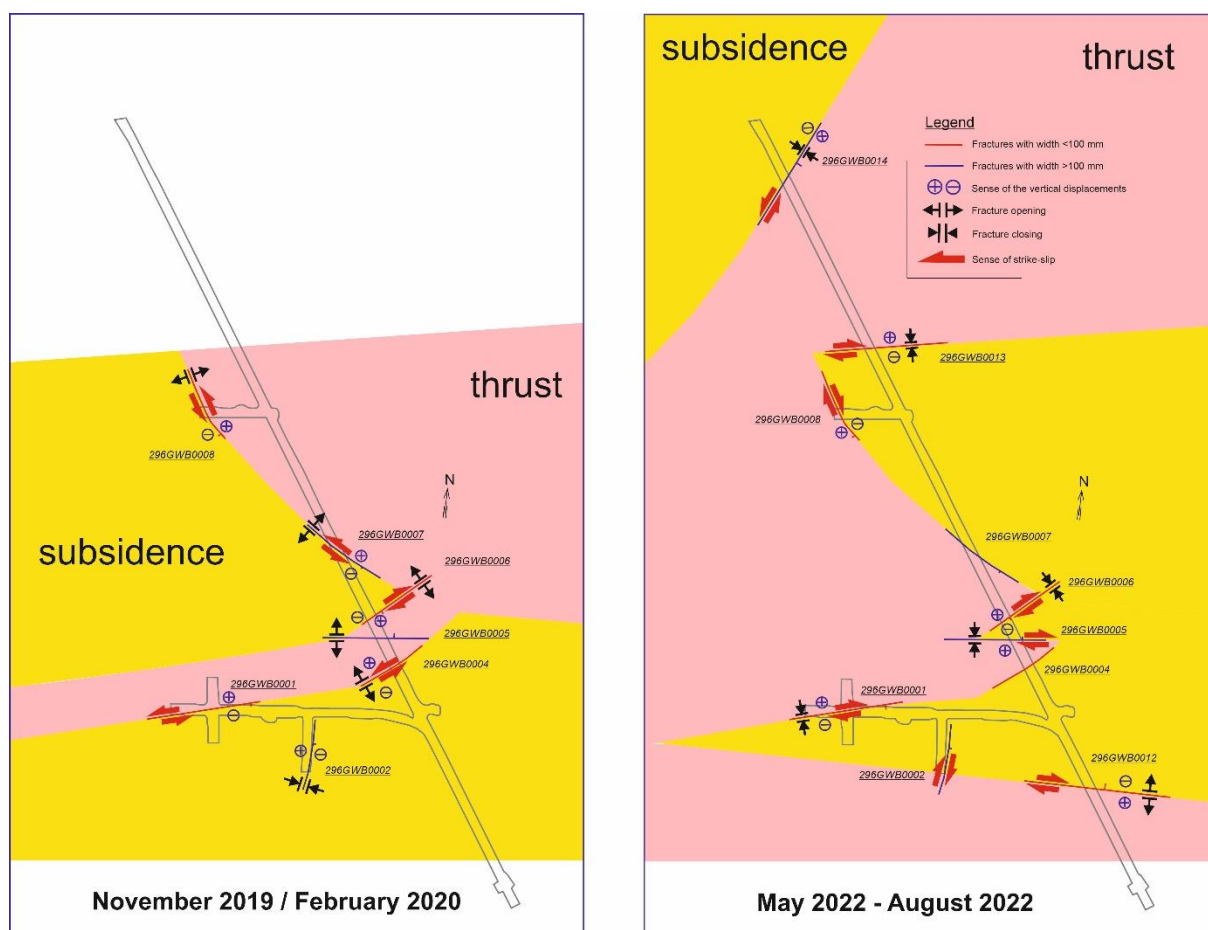 thrust
296GWB0008
N
296GWB0007
subsidence
296GWB0006
296GWB0005
296GWB0004
296GWB0001
296GWB0002
November 2019 / February 2020
subsidence
thrust
Legend
Fractures with width <100 mm
Fractures with width >100 mm
Sense of the vertical displacements
Fracture opening
Fracture closing
Sense of strike-slip
296GWB0014
296GWB0013
296GWB0008
N
296GWB0007
296GWB0006
296GWB0005
296GWB0004
296GWB0001
296GWB0012
296GWB0002
May 2022 - August 2022